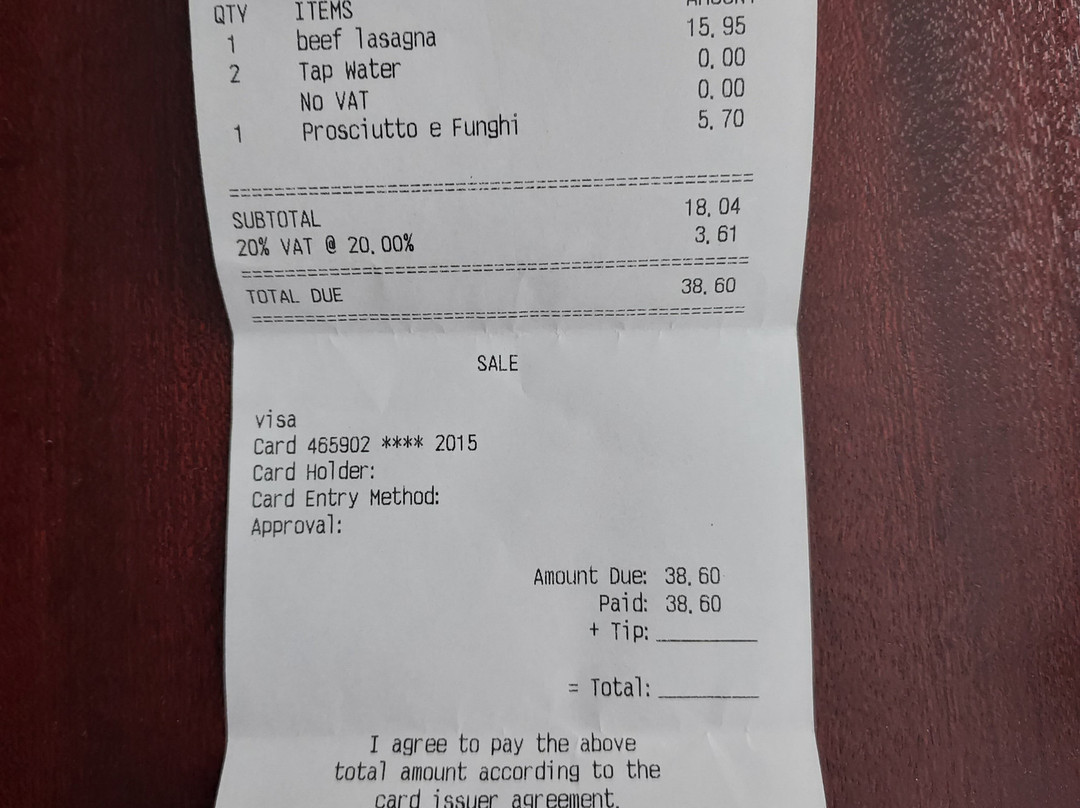 QTY ITEMS AMOUNT
1 beef lasagna 15.95
2 Tap Water 0.00
No VAT 0.00
1 Prosciutto e Funghi 5.70
==============================================
SUBTOTAL 18.04
20% VAT @ 20.00% 3.61
==============================================
TOTAL DUE 38.60
==============================================
SALE
visa
Card 465902 **** 2015
Card Holder:
Card Entry Method:
Approval:
Amount Due: 38.60
Paid: 38.60
+ Tip: _________
= Total: _________
I agree to pay the above
total amount according to the
card issuer agreement.